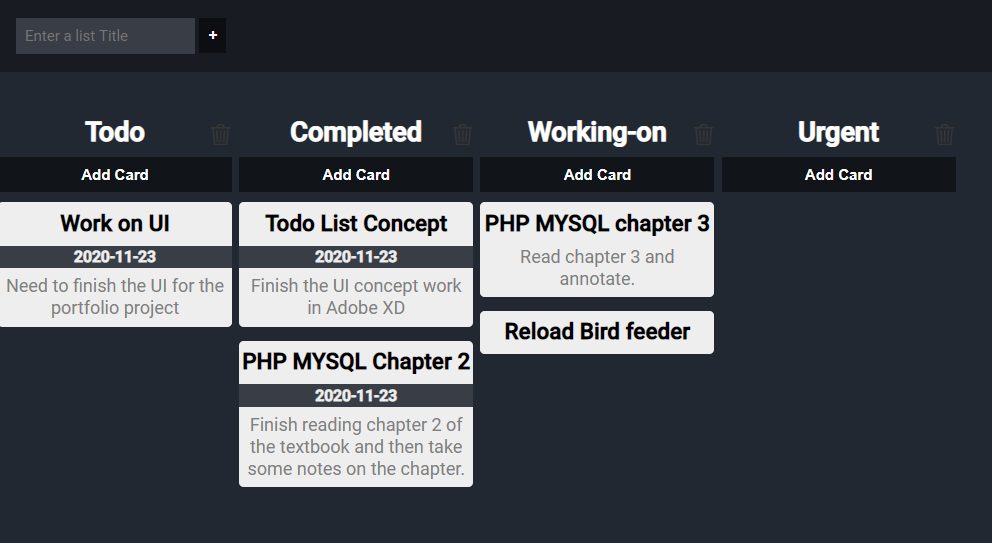 Enter a list Title
+
Todo
Completed
Working-on
Urgent
Add Card
Add Card
Add Card
Add Card
Work on UI
2020-11-23
Need to finish the UI for the
portfolio project
Todo List Concept
2020-11-23
Finish the UI concept work
in Adobe XD
PHP MYSQL Chapter 2
2020-11-23
Finish reading chapter 2 of
the textbook and then take
some notes on the chapter.
PHP MYSQL chapter 3
Read chapter 3 and
annotate.
Reload Bird feeder